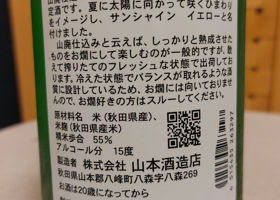 定酒です。夏に太陽に向かって咲くひまわり
をイメージし、サンシャイン　イエローと名
付けました。
山廃仕込みと云えば、しっかりと熟成させた
ものをお燗にして楽しむのが一般的ですが、敢
えて搾りたてのフレッシュな状態で出荷してお
ります。冷えた状態でバランスが取れるような酒
質に設計しているため、お燗には向いておりませ
んので、お燗好きの方はスルーしてください。
原材料名　米（秋田県産）、
米麹（秋田県産米）
精米歩合　55%
アルコール分　15度
製造者　株式会社　山本酒造店
秋田県山本郡八峰町八森字八森269
お酒は20歳になってから